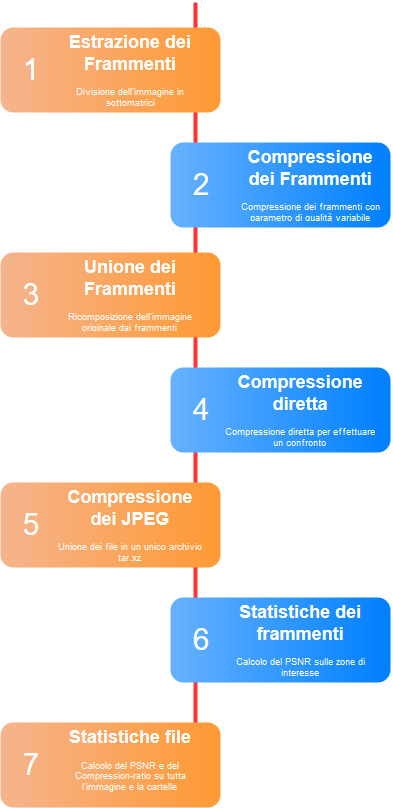 1
Estrazione dei
Frammenti
Divisione dell'immagine in
sottomatrici
2
Compressione
dei Frammenti
Compressione dei frammenti con
parametro di qualità variabile
3
Unione dei
Frammenti
Ricomposizione dell'immagine
originale dai frammenti
4
Compressione
diretta
Compressione diretta per effettuare
un confronto
5
Compressione
dei JPEG
Unione dei file in un unico archivio
tar.xz
6
Statistiche dei
frammenti
Calcolo del PSNR sulle zone di
interesse
7
Statistiche file
Calcolo del PSNR e del
Compression-ratio su tutta
l'immagine e la cartelle